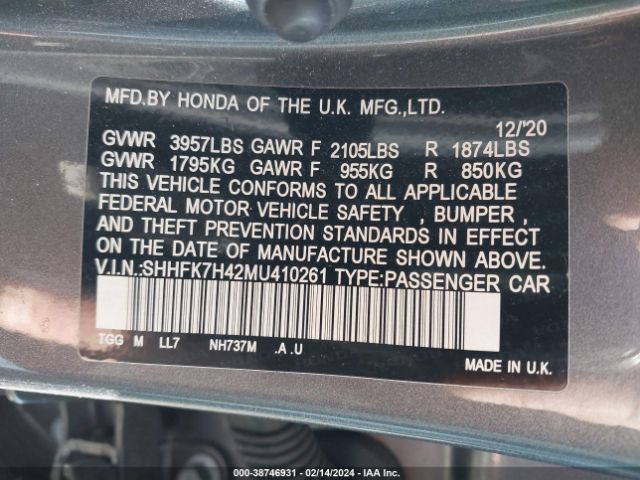 MFD.BY HONDA OF THE U.K. MFG.,LTD.
12/'20
GVWR 3957LBS GAWR F 2105LBS R 1874LBS
GVWR 1795KG GAWR F 955KG R 850KG
THIS VEHICLE CONFORMS TO ALL APPLICABLE
FEDERAL MOTOR VEHICLE SAFETY , BUMPER ,
AND THEFT PREVENTION STANDARDS IN EFFECT
ON THE DATE OF MANUFACTURE SHOWN ABOVE.
V.I.N.:SHHFK7H42MU410261 TYPE:PASSENGER CAR
TGG M LL7 NH737M .A .U
MADE IN U.K.
000-38746931 - 02/14/2024 - IAA Inc.